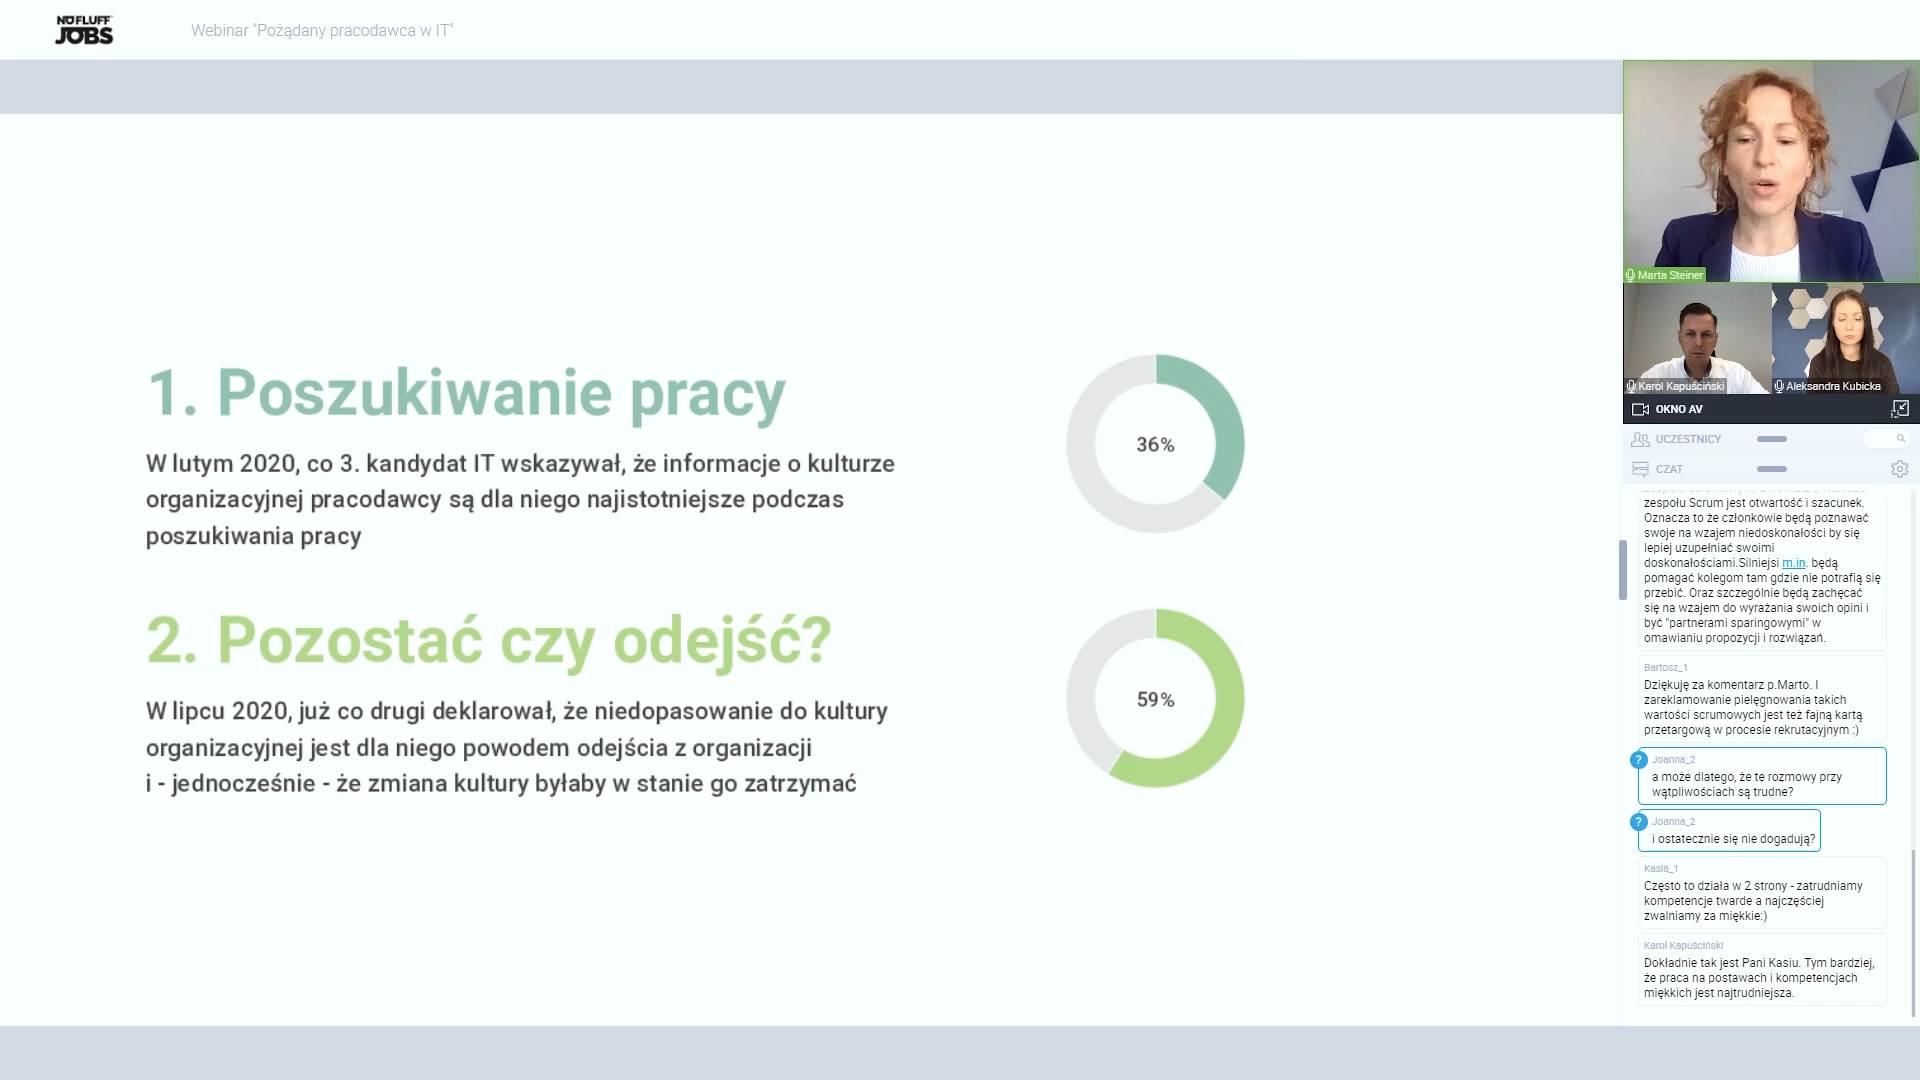 NO FLUFF
JOBS
Webinar "Pożądany pracodawca w IT"
1. Poszukiwanie pracy
W lutym 2020, co 3. kandydat IT wskazywał, że informacje o kulturze
organizacyjnej pracodawcy są dla niego najistotniejsze podczas
poszukiwania pracy
36%
2. Pozostać czy odejść?
W lipcu 2020, już co drugi deklarował, że niedopasowanie do kultury
organizacyjnej jest dla niego powodem odejścia z organizacji
i - jednocześnie - że zmiana kultury byłaby w stanie go zatrzymać
59%
Marta Steiner
Karol Kapuściński
Aleksandra Kubicka
OKNO AV
UCZESTNICY
CZAT
zespołu Scrum jest otwartość i szacunek.
Oznacza to że członkowie będą poznawać
swoje na wzajem niedoskonałości by się
lepiej uzupełniać swoimi
doskonałościami.Silniejsi m.in. będą
pomagać kolegom tam gdzie nie potrafią się
przebić. Oraz szczególnie będą zachęcać
się na wzajem do wyrażania swoich opini i
być "partnerami sparingowymi" w
omawianiu propozycji i rozwiązań.
Bartosz_1
Dziękuję za komentarz p.Marto. I
zareklamowanie pielęgnowania takich
wartości scrumowych jest też fajną kartą
przetargową w procesie rekrutacyjnym :)
?
Joanna_2
a może dlatego, że te rozmowy przy
wątpliwościach są trudne?
?
Joanna_2
i ostatecznie się nie dogadują?
Kasia_1
Często to działa w 2 strony - zatrudniamy
kompetencje twarde a najczęściej
zwalniamy za miękkie:)
Karol Kapuściński
Dokładnie tak jest Pani Kasiu. Tym bardziej,
że praca na postawach i kompetencjach
miękkich jest najtrudniejsza.